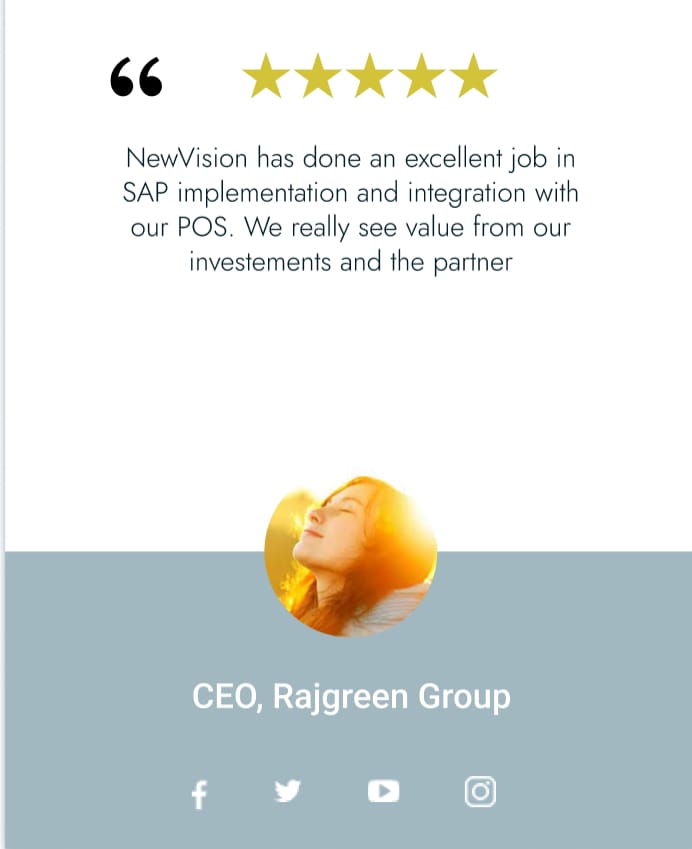 NewVision has done an excellent job in
SAP implementation and integration with
our POS. We really see value from our
investements and the partner
CEO, Rajgreen Group